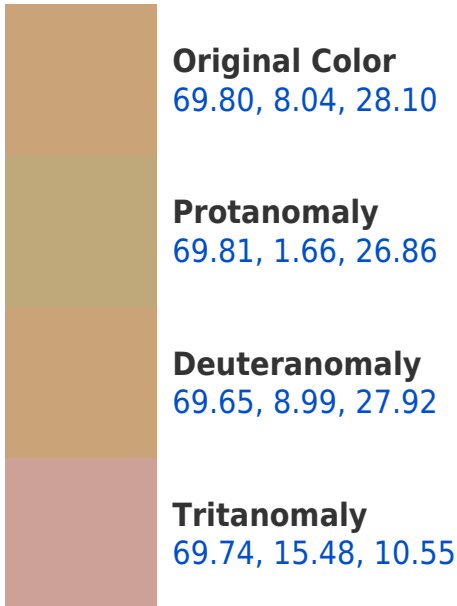 Original Color
69.80, 8.04, 28.10
Protanomaly
69.81, 1.66, 26.86
Deuteranomaly
69.65, 8.99, 27.92
Tritanomaly
69.74, 15.48, 10.55